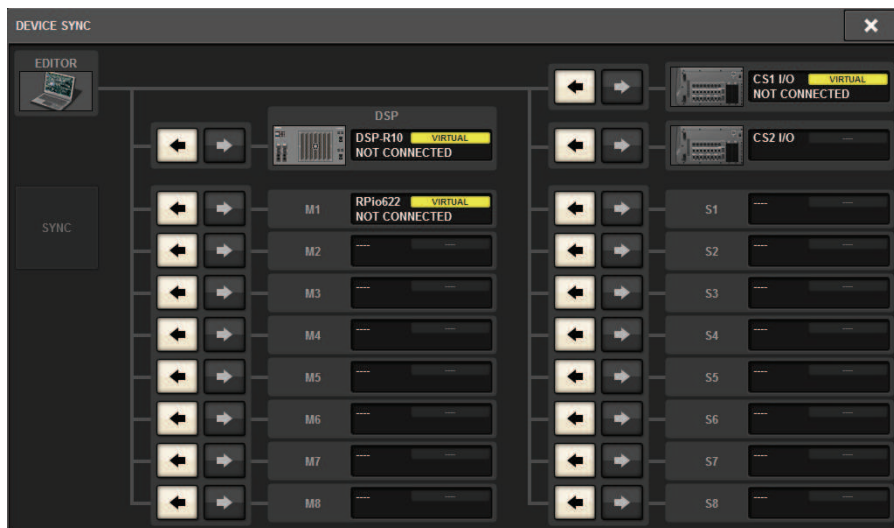 DEVICE SYNC
EDITOR
SYNC
DSP
DSP-R10 VIRTUAL
NOT CONNECTED
M1 RPio622 VIRTUAL
NOT CONNECTED
M2 ---- ----
M3 ---- ----
M4 ---- ----
M5 ---- ----
M6 ---- ----
M7 ---- ----
M8 ---- ----
CS1 I/O VIRTUAL
NOT CONNECTED
CS2 I/O ----
S1 ---- ----
S2 ---- ----
S3 ---- ----
S4 ---- ----
S5 ---- ----
S6 ---- ----
S7 ---- ----
S8 ---- ----